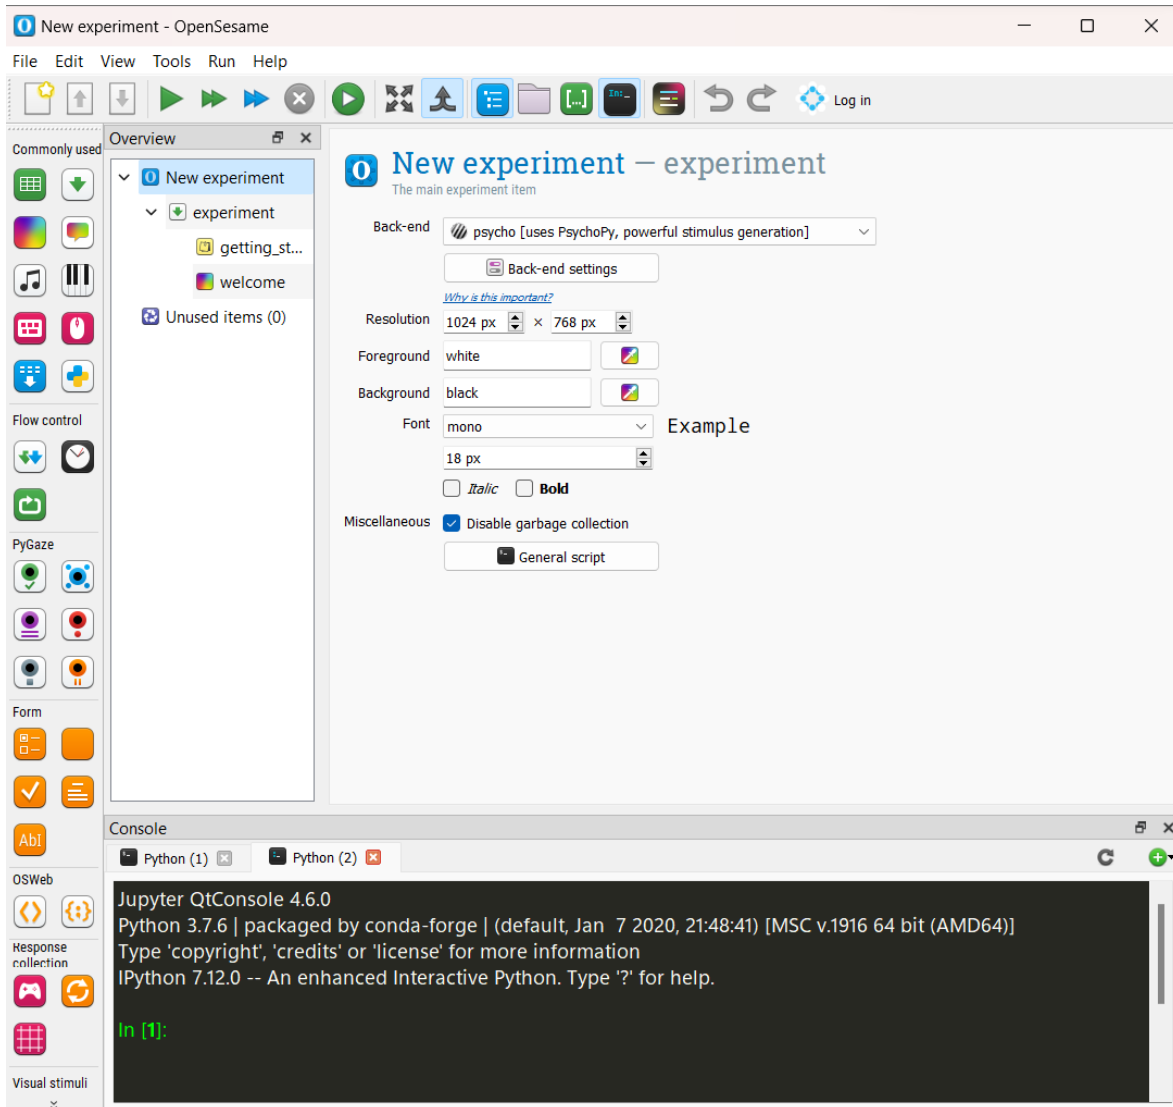 New experiment - OpenSesame
File Edit View Tools Run Help
Log in
Commonly used
Flow control
PyGaze
Form
AbI
OSWeb
Response
collection
Visual stimuli
Overview
New experiment
experiment
getting_st...
welcome
Unused items (0)
New experiment – experiment
The main experiment item
Back-end psycho [uses PsychoPy, powerful stimulus generation]
Back-end settings
Why is this important?
Resolution 1024 px × 768 px
Foreground white
Background black
Font mono Example
18 px
Italic Bold
Miscellaneous Disable garbage collection
General script
Console
Python (1) Python (2)
Jupyter QtConsole 4.6.0
Python 3.7.6 | packaged by conda-forge | (default, Jan  7 2020, 21:48:41) [MSC v.1916 64 bit (AMD64)]
Type 'copyright', 'credits' or 'license' for more information
IPython 7.12.0 -- An enhanced Interactive Python. Type '?' for help.
In [1]: